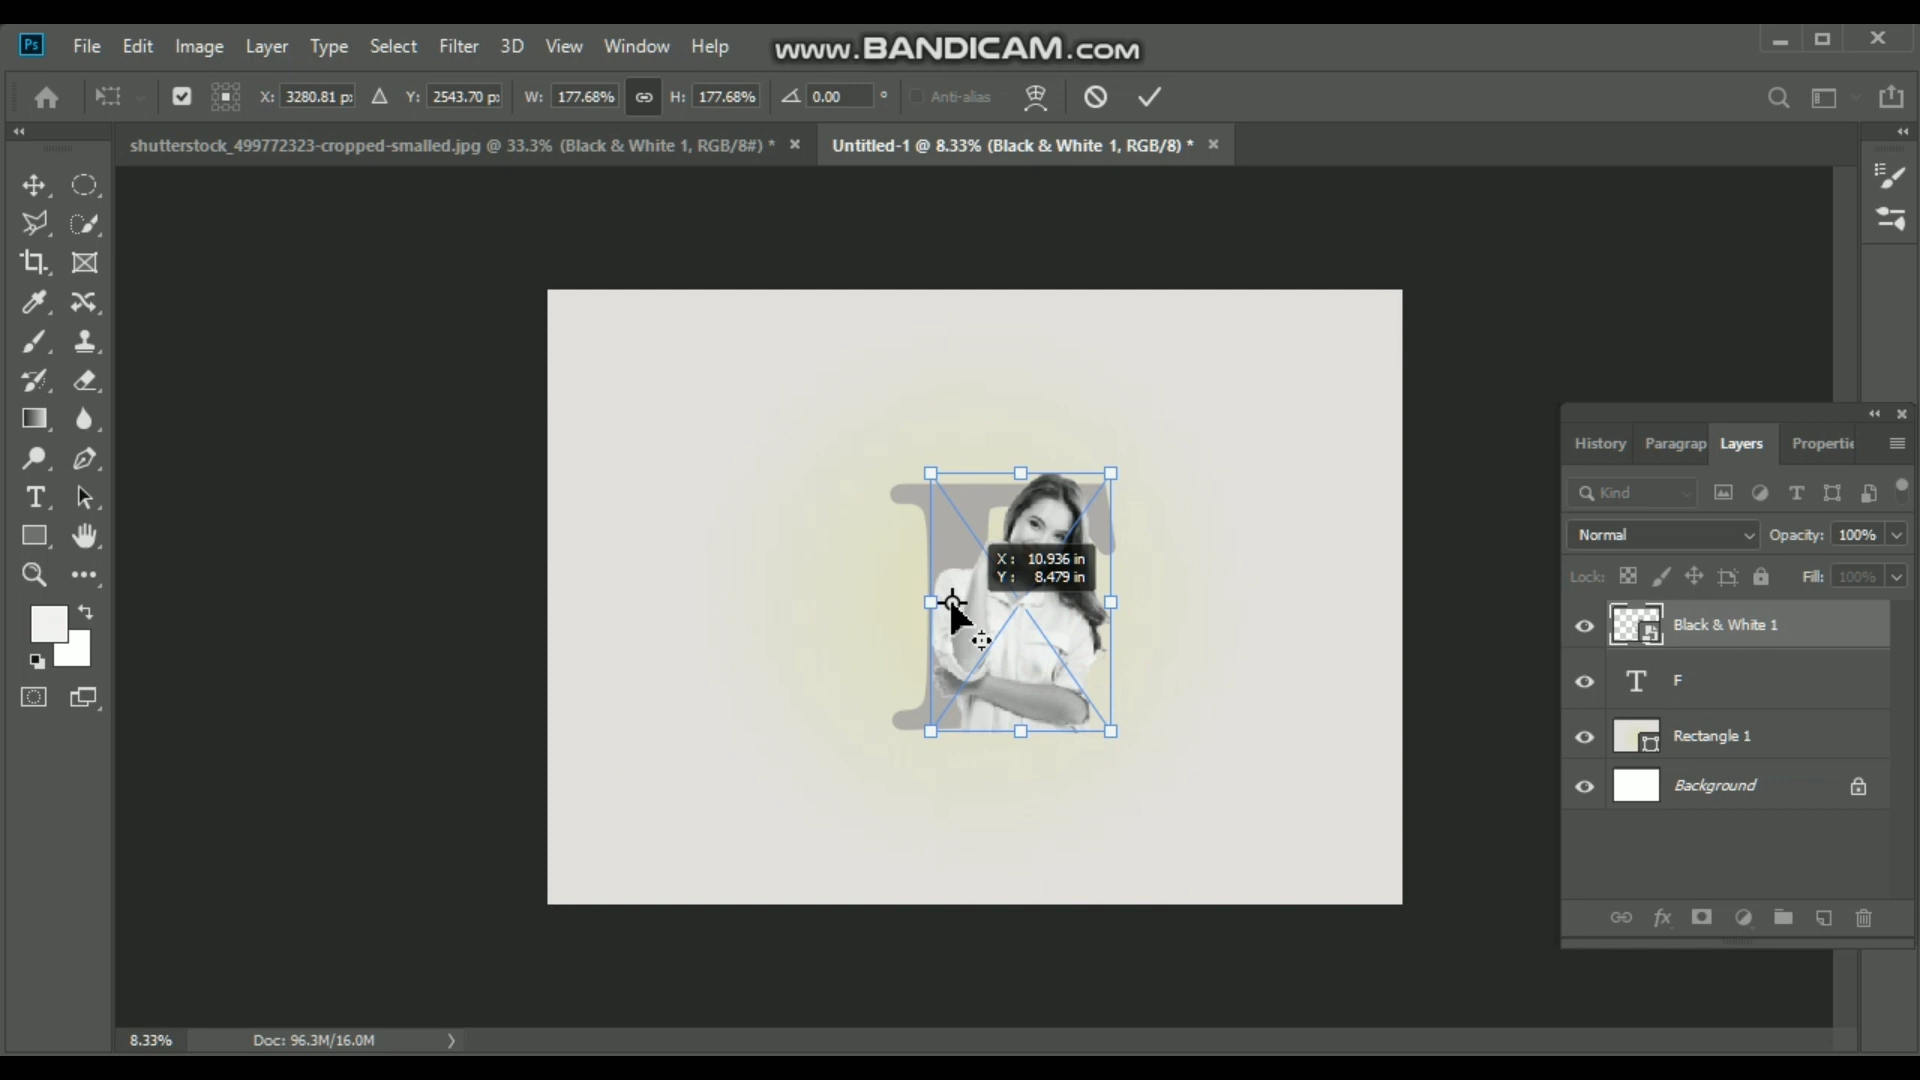 Ps File Edit Image Layer Type Select Filter 3D View Window Help
www.BANDICAM.com
X: 3280.81 p Y: 2543.70 p W: 177.68% H: 177.68% 0.00 ° Anti-alias
shutterstock_499772323-cropped-smalled.jpg @ 33.3% (Black & White 1, RGB/8#) * Untitled-1 @ 8.33% (Black & White 1, RGB/8) *
F
X : 10.936 in
Y : 8.479 in
History Paragrap Layers Properti
Kind
Normal Opacity: 100%
Lock: Fill: 100%
Black & White 1
T F
Rectangle 1
Background
fx
8.33% Doc: 96.3M/16.0M